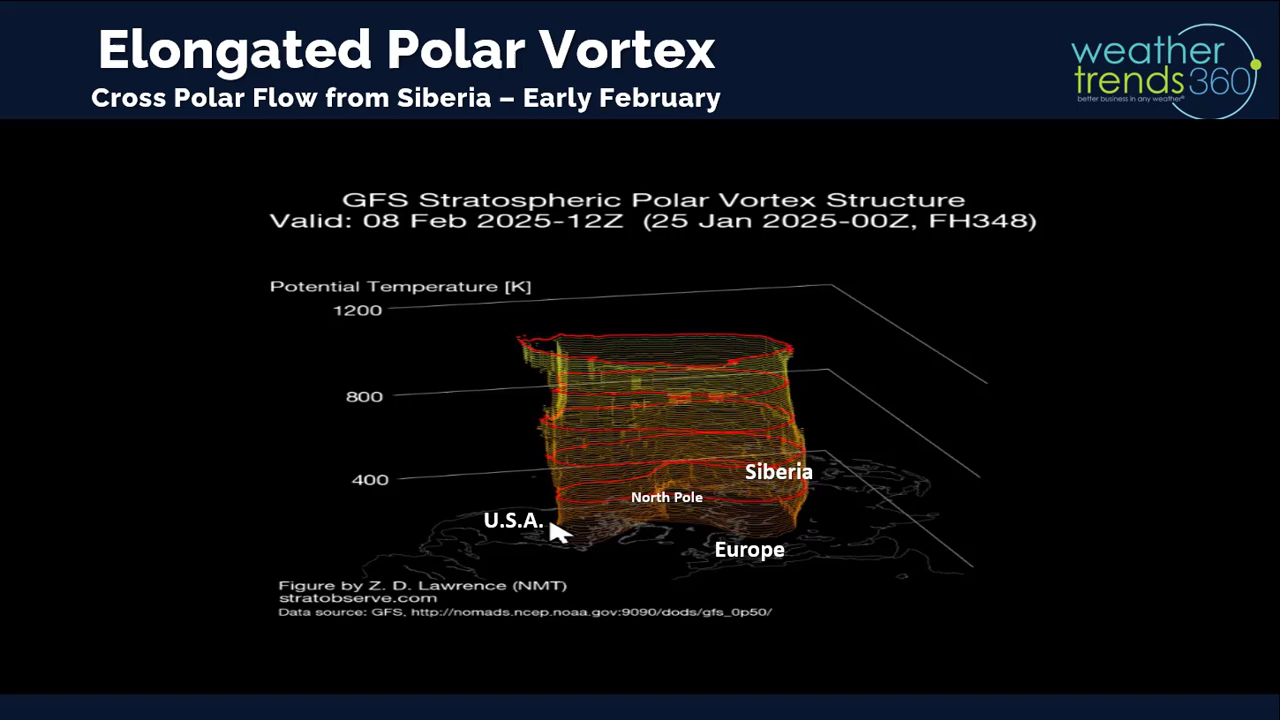 Elongated Polar Vortex
Cross Polar Flow from Siberia – Early February
weather
trends360
better business in any weather®
GFS Stratospheric Polar Vortex Structure
Valid: 08 Feb 2025-12Z (25 Jan 2025-00Z, FH348)
Potential Temperature [K]
1200
800
400
Siberia
North Pole
U.S.A.
Europe
Figure by Z. D. Lawrence (NMT)
stratobserve.com
Data source: GFS, http://nomads.ncep.noaa.gov:9090/dods/gfs_0p50/